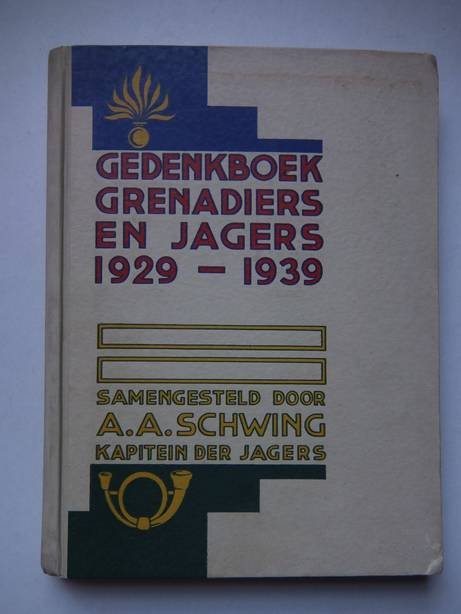 GEDENKBOEK
GRENADIERS
EN JAGERS
1929 — 1939
SAMENGESTELD DOOR
A.A. SCHWING
KAPITEIN DER JAGERS